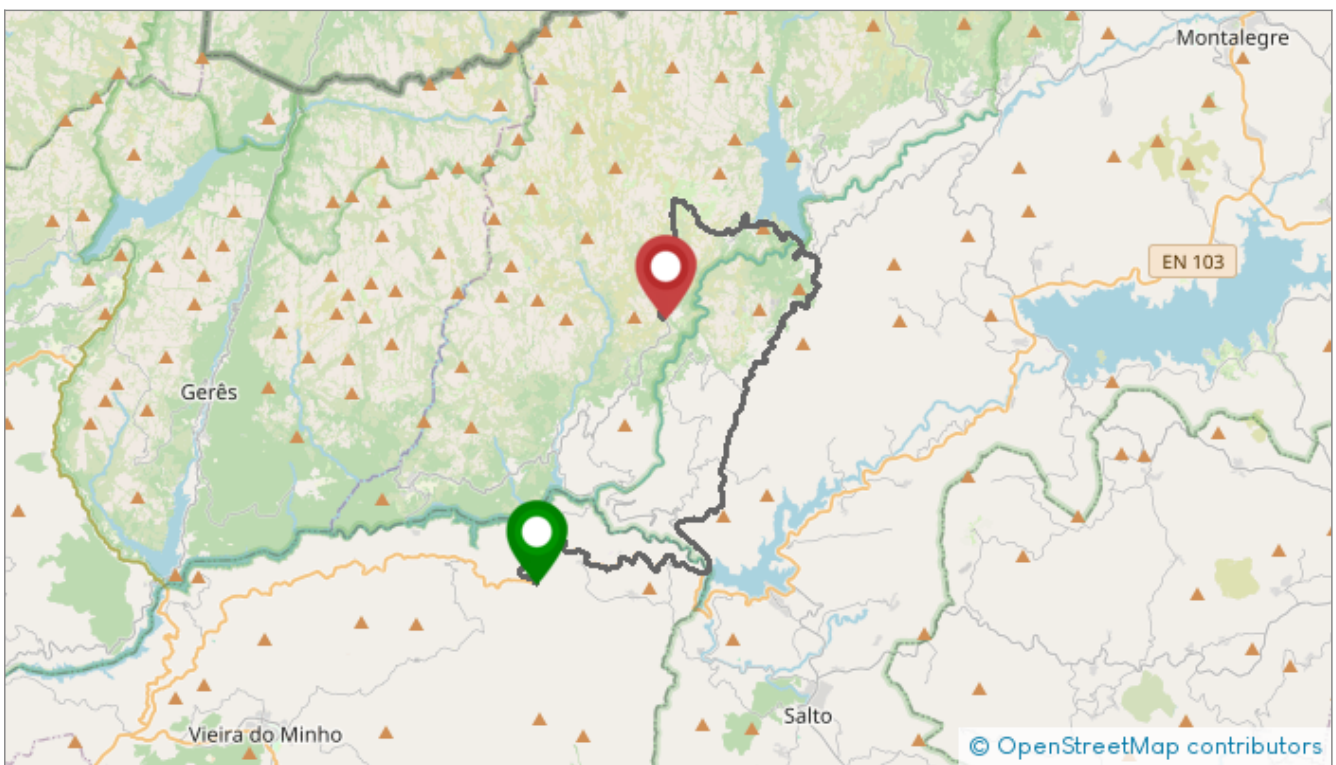 Montalegre
EN 103
Gerês
Salto
Vieira do Minho
© OpenStreetMap contributors